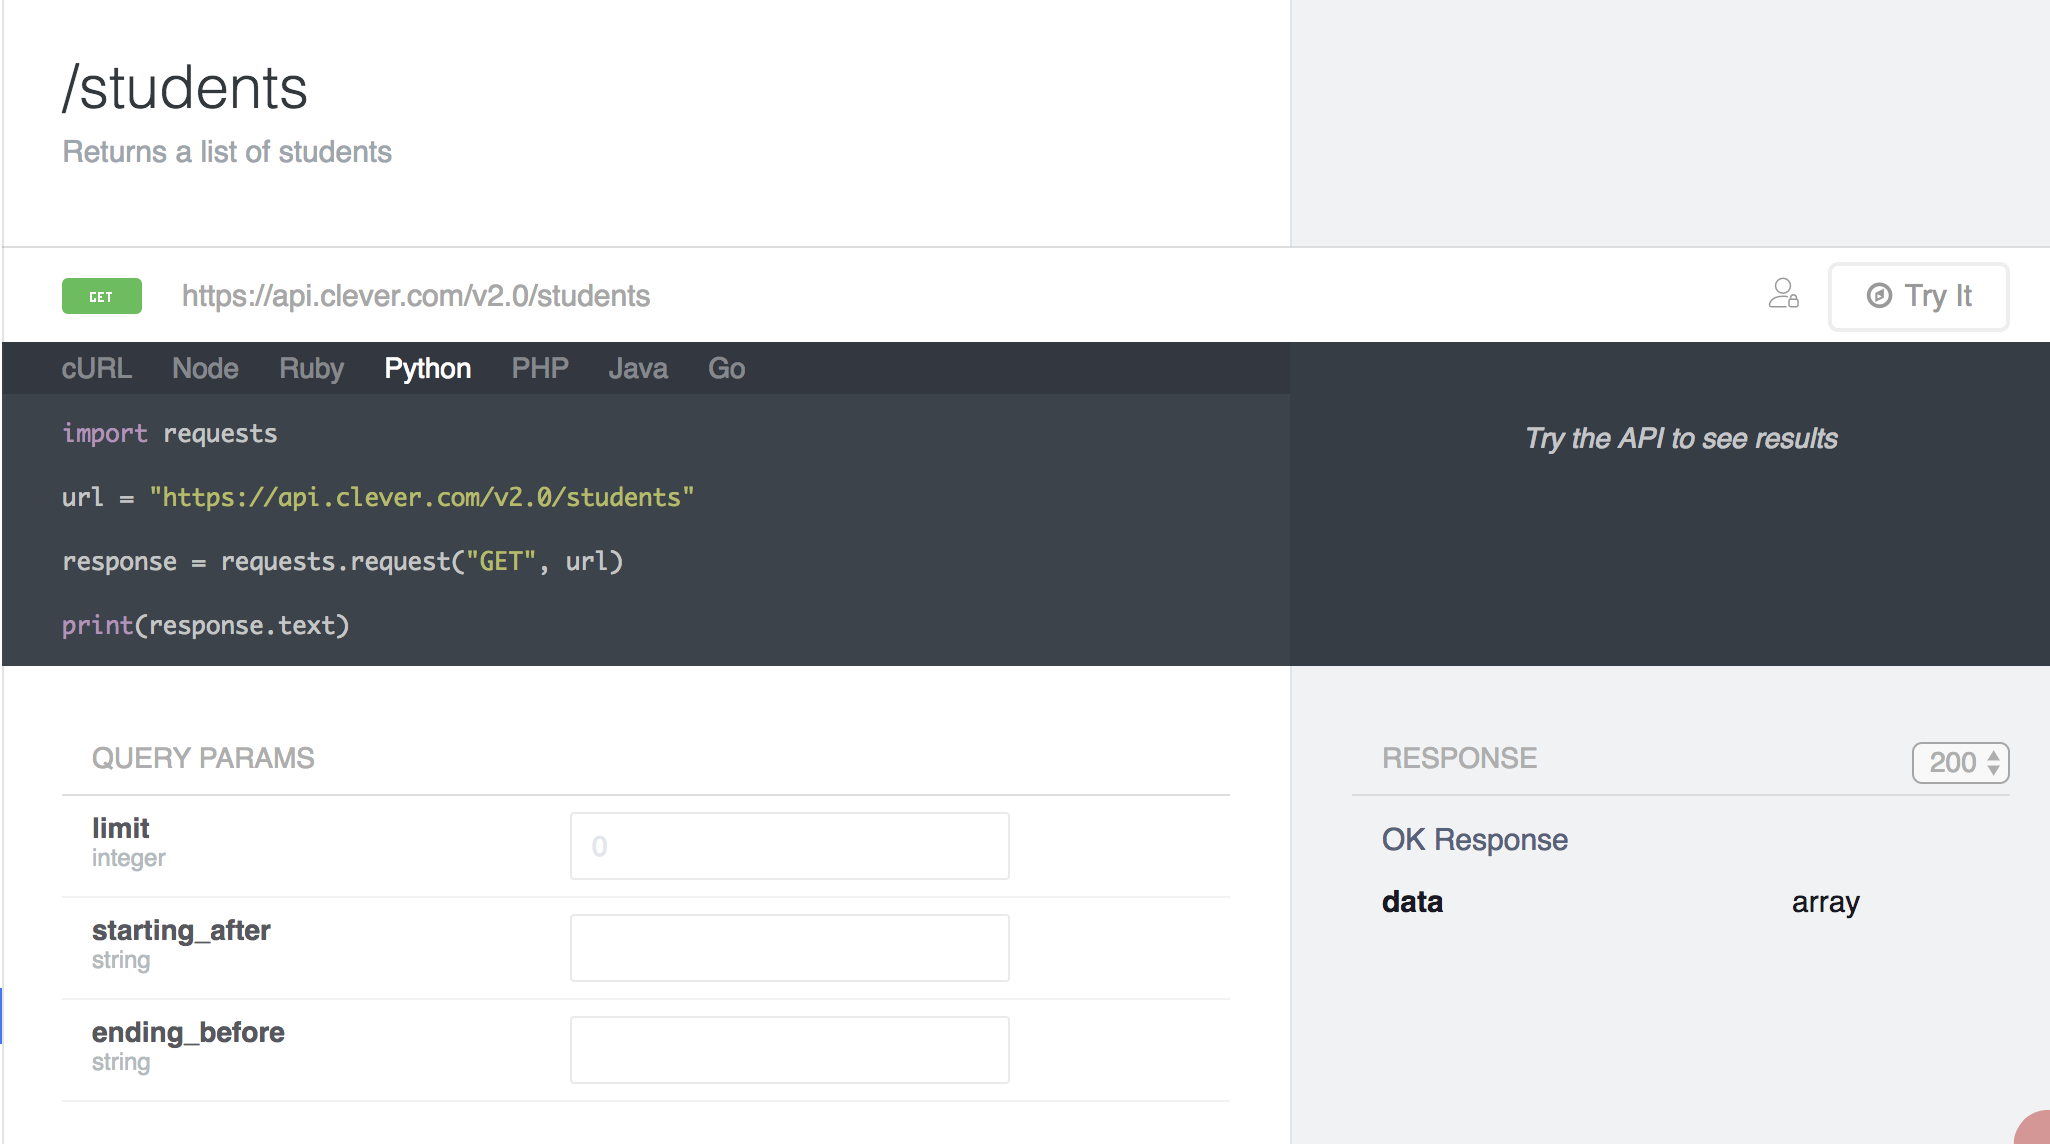 /students
Returns a list of students
GET https://api.clever.com/v2.0/students Try It
cURL Node Ruby Python PHP Java Go
import requests
url = "https://api.clever.com/v2.0/students"
response = requests.request("GET", url)
print(response.text)
Try the API to see results
QUERY PARAMS
limit
integer
0
starting_after
string
ending_before
string
RESPONSE 200
OK Response
data array